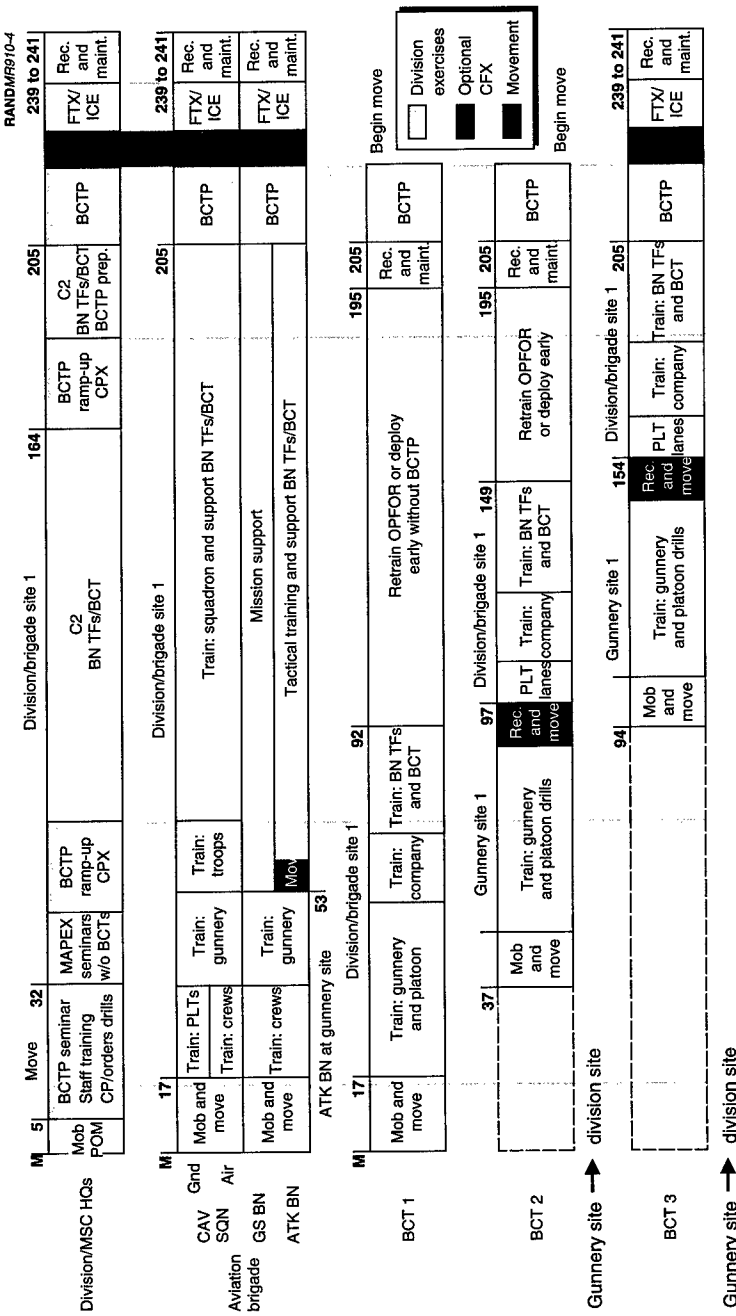 RANDMR910-4
M
5
Move
32
Division/brigade site 1
164
205
239 to 241
Division/MSC HQs
Mob
POM
BCTP seminar
Staff training
CP/orders drills
MAPEX
seminars
w/o BCTs
BCTP
ramp-up
CPX
C2
BN TFs/BCT
BCTP
ramp-up
CPX
C2
BN TFs/BCT
BCTP prep.
BCTP
FTX/
ICE
Rec.
and
maint.
M
17
Division/brigade site 1
205
239 to 241
Aviation
brigade
CAV
SQN
Gnd
Air
GS BN
ATK BN
Mob and
move
Train: PLTs
Train: crews
Train:
gunnery
Train:
troops
Train: squadron and support BN TFs/BCT
BCTP
FTX/
ICE
Rec.
and
maint.
Mob and
move
Train: crews
Train:
gunnery
Mission support
Mov
Tactical training and support BN TFs/BCT
BCTP
FTX/
ICE
Rec.
and
maint.
53
ATK BN at gunnery site
M
17
Division/brigade site 1
92
195
205
Begin move
BCT 1
Mob and
move
Train: gunnery
and platoon
Train:
company
Train: BN TFs
and BCT
Retrain OPFOR or deploy
early without BCTP
Rec.
and
maint.
BCTP
Division
exercises
Optional
CFX
Movement
37
Gunnery site 1
97
Division/brigade site 1
149
195
205
Begin move
BCT 2
Mob
and
move
Train: gunnery
and platoon drills
Rec.
and
move
PLT
lanes
Train:
company
Train: BN TFs
and BCT
Retrain OPFOR
or deploy early
Rec.
and
maint.
BCTP
Gunnery site → division site
94
Gunnery site 1
154
Division/brigade site 1
205
239 to 241
BCT 3
Mob
and
move
Train: gunnery
and platoon drills
Rec.
and
move
PLT
lanes
Train:
company
Train: BN TFs
and BCT
BCTP
FTX/
ICE
Rec.
and
maint.
Gunnery site → division site